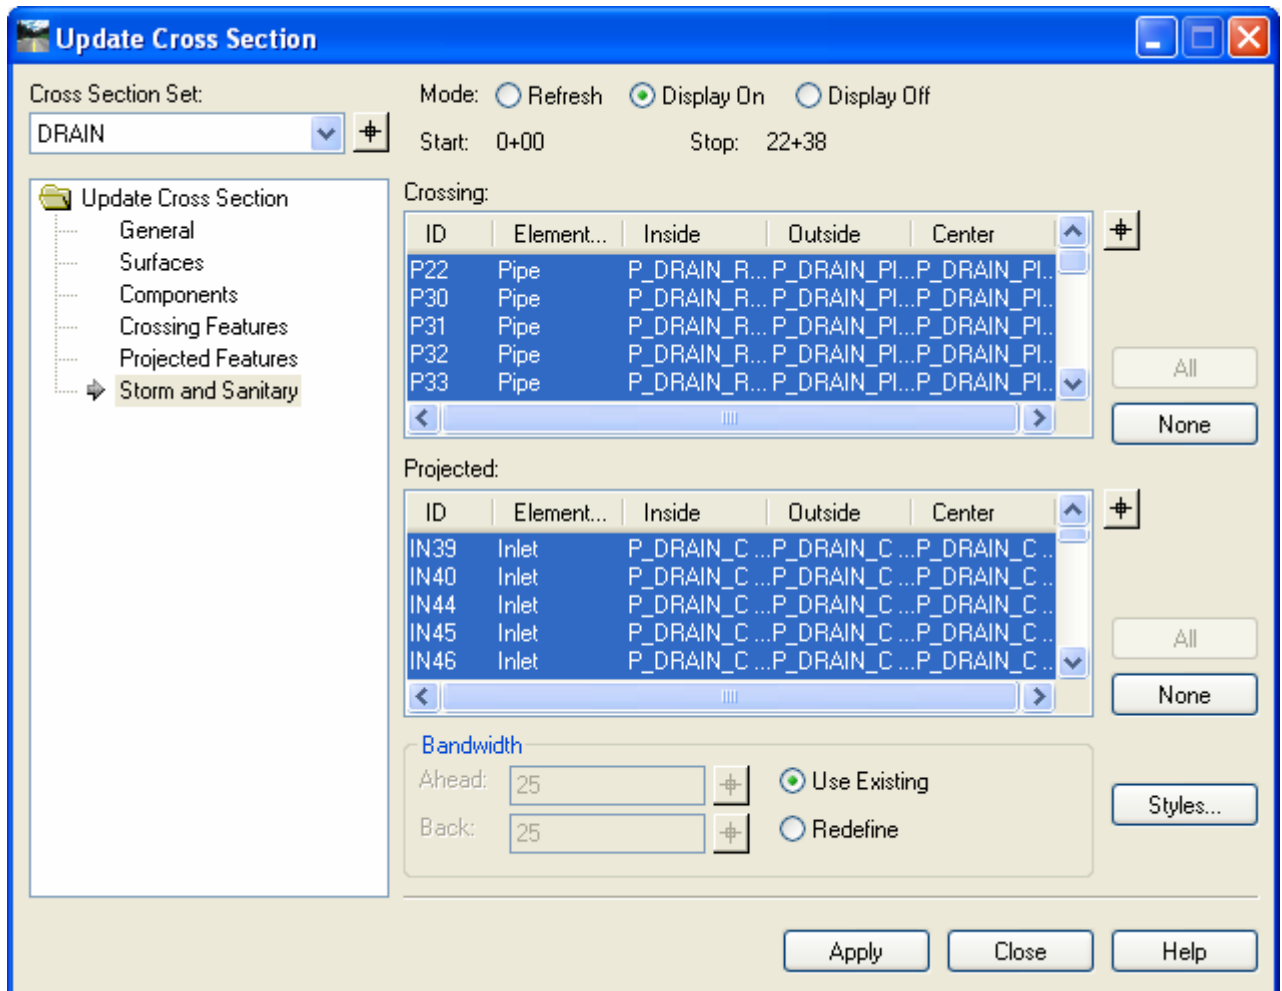 Update Cross Section
Cross Section Set:
DRAIN
Mode: Refresh Display On Display Off
Start: 0+00 Stop: 22+38
Update Cross Section
General
Surfaces
Components
Crossing Features
Projected Features
Storm and Sanitary
Crossing:
ID Element... Inside Outside Center
P22 Pipe P_DRAIN_R... P_DRAIN_PI...P_DRAIN_PI..
P30 Pipe P_DRAIN_R... P_DRAIN_PI...P_DRAIN_PI..
P31 Pipe P_DRAIN_R... P_DRAIN_PI...P_DRAIN_PI..
P32 Pipe P_DRAIN_R... P_DRAIN_PI...P_DRAIN_PI..
P33 Pipe P_DRAIN_R... P_DRAIN_PI...P_DRAIN_PI..
All
None
Projected:
ID Element... Inside Outside Center
IN39 Inlet P_DRAIN_C ...P_DRAIN_C ...P_DRAIN_C ..
IN40 Inlet P_DRAIN_C ...P_DRAIN_C ...P_DRAIN_C ..
IN44 Inlet P_DRAIN_C ...P_DRAIN_C ...P_DRAIN_C ..
IN45 Inlet P_DRAIN_C ...P_DRAIN_C ...P_DRAIN_C ..
IN46 Inlet P_DRAIN_C ...P_DRAIN_C ...P_DRAIN_C ..
All
None
Bandwidth
Ahead: 25 Use Existing
Back: 25 Redefine
Styles...
Apply Close Help